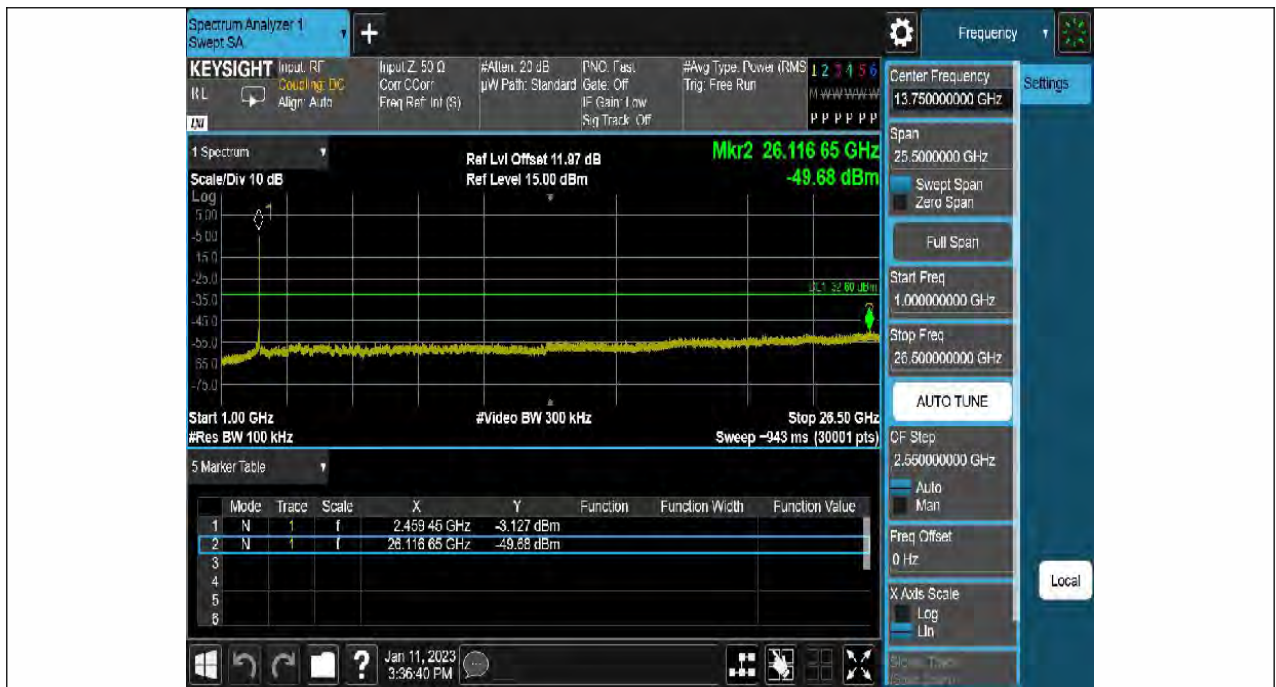 Spectrum Analyzer 1
Swept SA
+
Frequency
KEYSIGHT
Input: RF
Coupling: DC
Align: Auto
Input Z: 50 Ω
Corr CCorr
Freq Ref: Int (S)
#Atten: 20 dB
µW Path: Standard
PNO: Fast
Gate: Off
IF Gain: Low
Sig Track: Off
#Avg Type: Power (RMS
Trig: Free Run
1 2 3 4 5 6
M W W W W W
P P P P P P
RL
LXI
Center Frequency
13.750000000 GHz
Settings
Span
25.5000000 GHz
Swept Span
Zero Span
Full Span
Start Freq
1.000000000 GHz
Stop Freq
26.500000000 GHz
AUTO TUNE
CF Step
2.550000000 GHz
Auto
Man
Freq Offset
0 Hz
X Axis Scale
Log
Lin
Local
1 Spectrum
Ref Lvl Offset 11.97 dB
Mkr2 26.116 65 GHz
Scale/Div 10 dB
Ref Level 15.00 dBm
-49.68 dBm
Log
5.00
-5.00
-15.0
-25.0
-35.0
-45.0
-55.0
-65.0
-75.0
1
Start 1.00 GHz
#Video BW 300 kHz
Stop 26.50 GHz
#Res BW 100 kHz
Sweep ~943 ms (30001 pts)
5 Marker Table
Mode Trace Scale X Y Function Function Width Function Value
1 N 1 f 2.459 45 GHz -3.127 dBm
2 N 1 f 26.116 65 GHz -49.68 dBm
3
4
5
6
?
Jan 11, 2023
3:36:40 PM